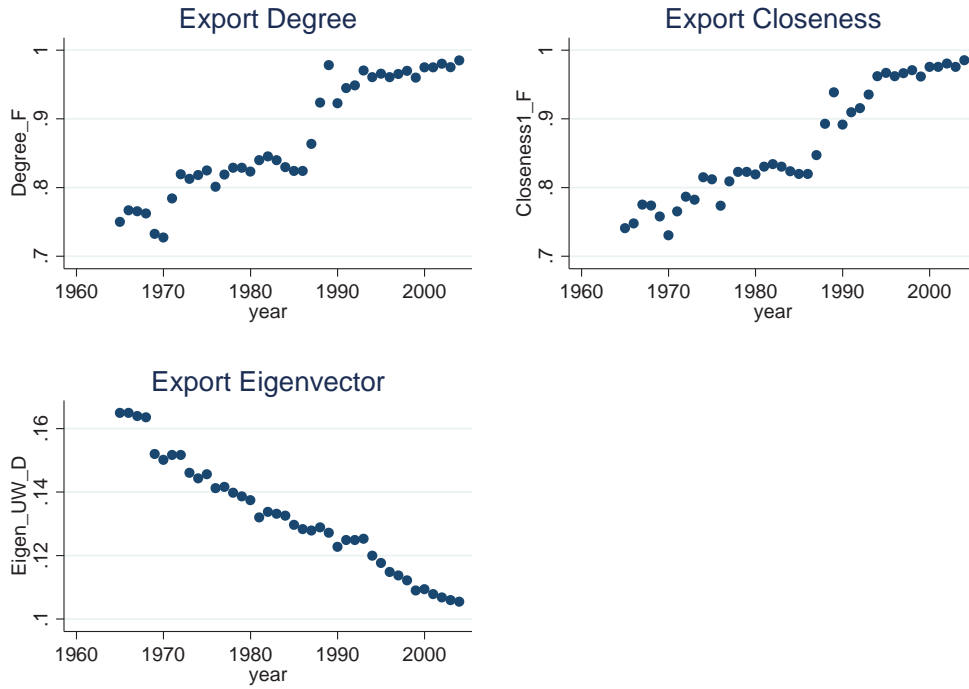 Export Degree
Degree_F
1
.9
.8
.7
1960 1970 1980 1990 2000
year
Export Closeness
Closeness1_F
1
.9
.8
.7
1960 1970 1980 1990 2000
year
Export Eigenvector
Eigen_UW_D
.16
.14
.12
.1
1960 1970 1980 1990 2000
year